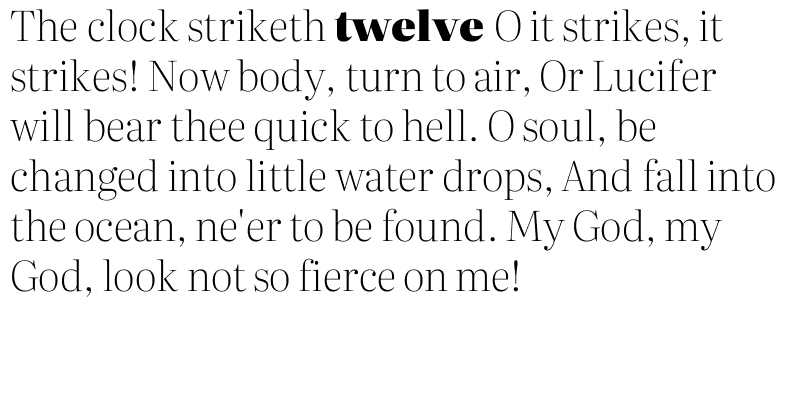 The clock striketh twelve O it strikes, it
strikes! Now body, turn to air, Or Lucifer
will bear thee quick to hell. O soul, be
changed into little water drops, And fall into
the ocean, ne'er to be found. My God, my
God, look not so fierce on me!